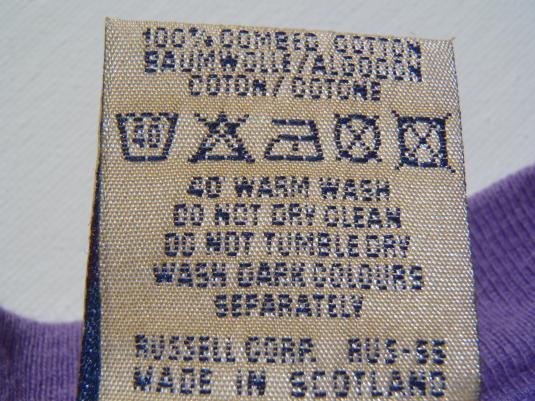 100% COMBED COTTON
BAUMWOLLE/ALGODON
COTON/COTONE
40
40 WARM WASH
DO NOT DRY CLEAN
DO NOT TUMBLE DRY
WASH DARK COLOURS
SEPARATELY
RUSSELL CORP. RUS-55
MADE IN SCOTLAND